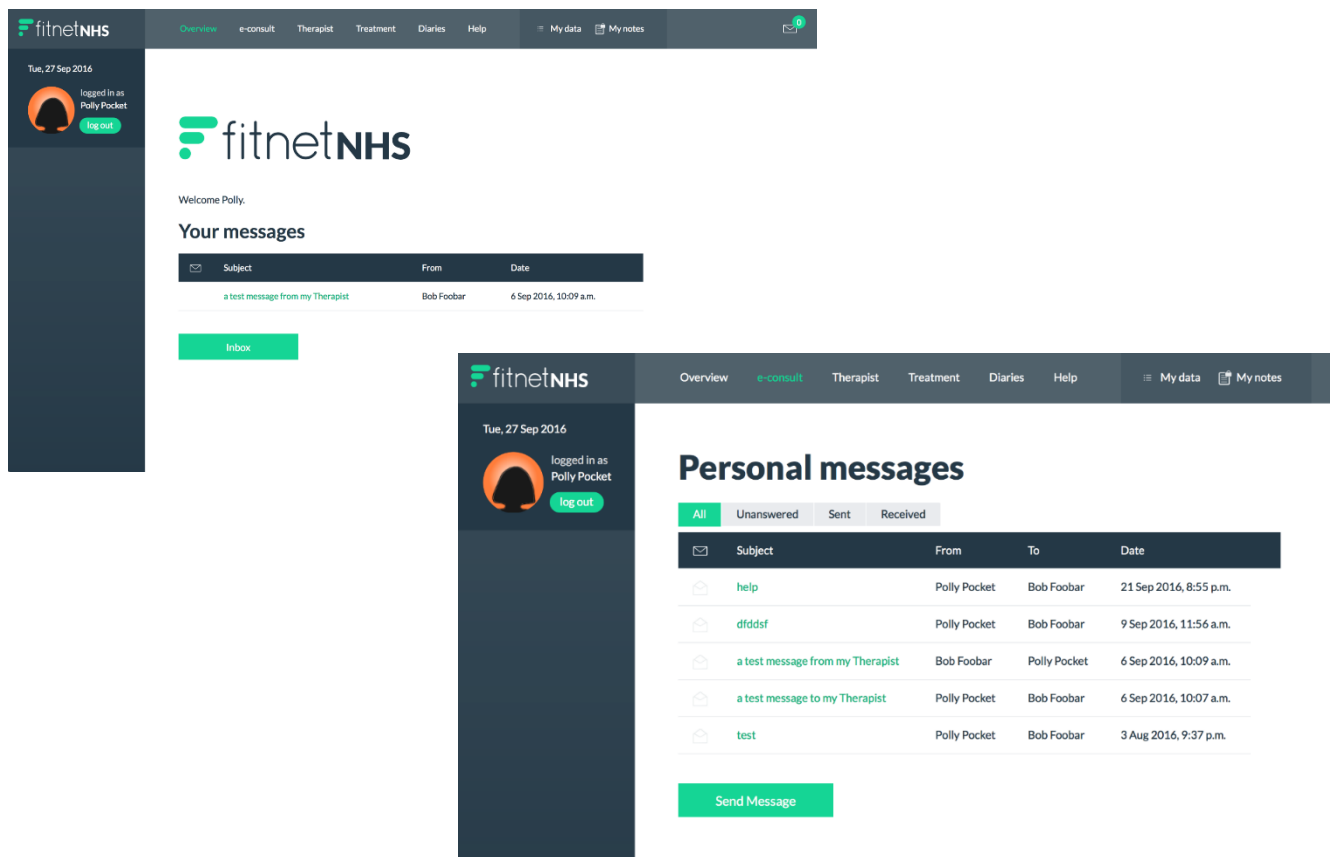 fitnetNHS Overview e-consult Therapist Treatment Diaries Help My data My notes 0
Tue, 27 Sep 2016
logged in as
Polly Pocket
log out
fitnetNHS
Welcome Polly.
Your messages
Subject From Date
a test message from my Therapist Bob Foobar 6 Sep 2016, 10:09 a.m.
Inbox
fitnetNHS Overview e-consult Therapist Treatment Diaries Help My data My notes
Tue, 27 Sep 2016
logged in as
Polly Pocket
log out
Personal messages
All Unanswered Sent Received
Subject From To Date
help Polly Pocket Bob Foobar 21 Sep 2016, 8:55 p.m.
dfddsf Polly Pocket Bob Foobar 9 Sep 2016, 11:56 a.m.
a test message from my Therapist Bob Foobar Polly Pocket 6 Sep 2016, 10:09 a.m.
a test message to my Therapist Polly Pocket Bob Foobar 6 Sep 2016, 10:07 a.m.
test Polly Pocket Bob Foobar 3 Aug 2016, 9:37 p.m.
Send Message